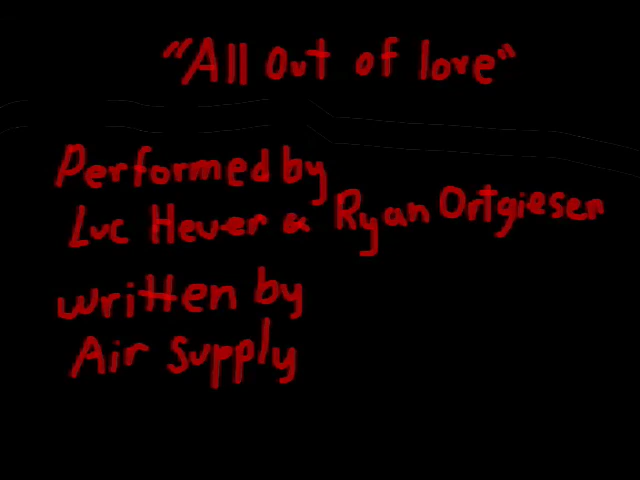 "All out of love"
Performed by
Luc Heuer & Ryan Ortgiesen
written by
Air Supply